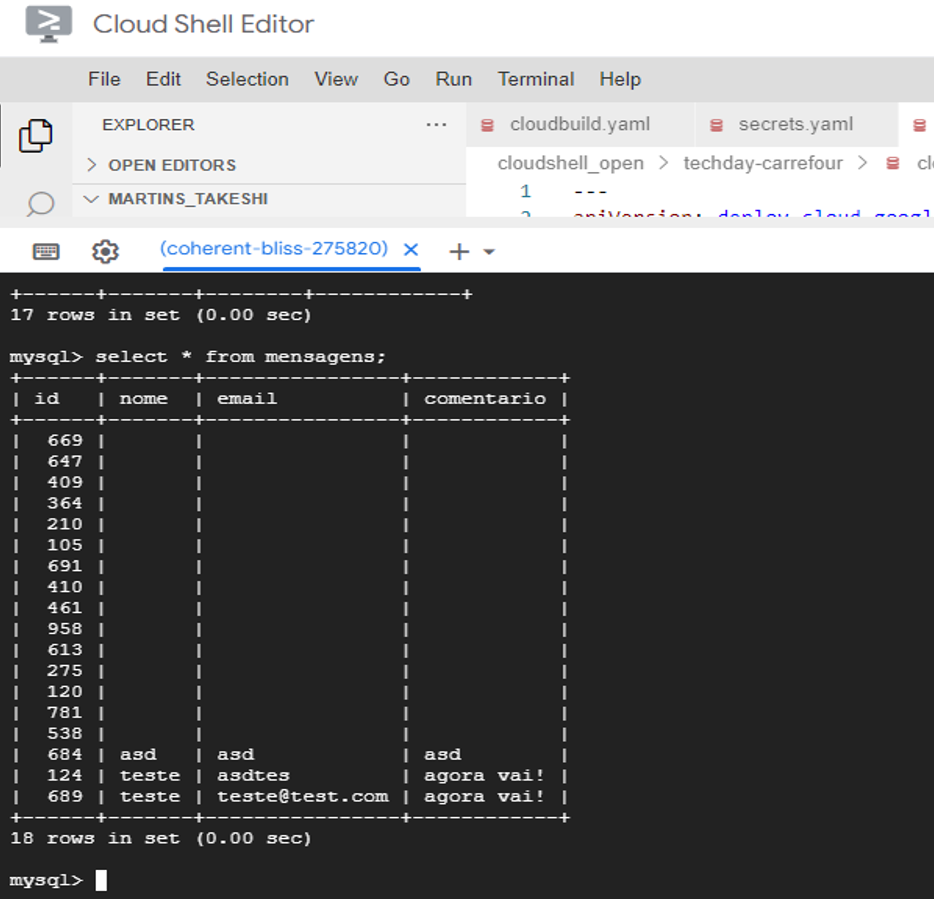 Cloud Shell Editor
File Edit Selection View Go Run Terminal Help
EXPLORER ··· cloudbuild.yaml secrets.yaml
> OPEN EDITORS cloudshell_open > techday-carrefour >
MARTINS_TAKESHI 1 ---
2 apiVersion: deploy.cloud.goog
(coherent-bliss-275820) × +
+------+-------+--------+------------+
17 rows in set (0.00 sec)
mysql> select * from mensagens;
+------+-------+----------------+------------+
| id | nome | email | comentario |
+------+-------+----------------+------------+
| 669 | | | |
| 647 | | | |
| 409 | | | |
| 364 | | | |
| 210 | | | |
| 105 | | | |
| 691 | | | |
| 410 | | | |
| 461 | | | |
| 958 | | | |
| 613 | | | |
| 275 | | | |
| 120 | | | |
| 781 | | | |
| 538 | | | |
| 684 | asd | asd | asd |
| 124 | teste | asdtes | agora vai! |
| 689 | teste | teste@test.com | agora vai! |
+------+-------+----------------+------------+
18 rows in set (0.00 sec)
mysql>